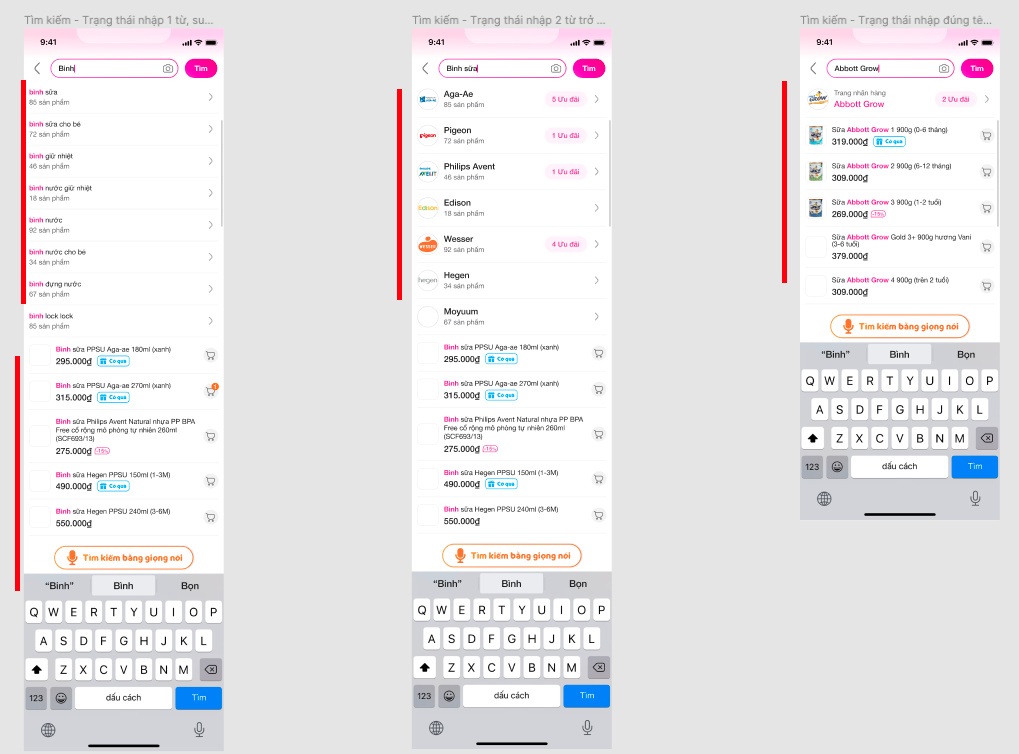 Tìm kiếm - Trạng thái nhập 1 từ, su...
9:41
Bình
Tìm
bình sữa
85 sản phẩm
bình sữa cho bé
72 sản phẩm
bình giữ nhiệt
46 sản phẩm
bình nước giữ nhiệt
18 sản phẩm
bình nước
92 sản phẩm
bình nước cho bé
34 sản phẩm
bình đựng nước
67 sản phẩm
bình lock lock
85 sản phẩm
Bình sữa PPSU Aga-ae 180ml (xanh)
295.000₫ Có quà
Bình sữa PPSU Aga-ae 270ml (xanh)
315.000₫ Có quà
1
Bình sữa Philips Avent Natural nhựa PP BPA
Free cổ rộng mô phỏng tự nhiên 260ml
(SCF693/13)
275.000₫ -15%
Bình sữa Hegen PPSU 150ml (1-3M)
490.000₫ Có quà
Bình sữa Hegen PPSU 240ml (3-6M)
550.000₫
Tìm kiếm bằng giọng nói
“Bình” Bình Bọn
Q W E R T Y U I O P
A S D F G H J K L
Z X C V B N M
123 dấu cách Tìm
Tìm kiếm - Trạng thái nhập 2 từ trở ...
9:41
Bình sữa
Tìm
Aga-Ae
85 sản phẩm
5 Ưu đãi
Pigeon
Pigeon
72 sản phẩm
1 Ưu đãi
AVENT
Philips Avent
46 sản phẩm
1 Ưu đãi
Edison
Edison
18 sản phẩm
WESSER
Wesser
92 sản phẩm
4 Ưu đãi
hegen
Hegen
34 sản phẩm
Moyuum
67 sản phẩm
Bình sữa PPSU Aga-ae 180ml (xanh)
295.000₫ Có quà
Bình sữa PPSU Aga-ae 270ml (xanh)
315.000₫ Có quà
Bình sữa Philips Avent Natural nhựa PP BPA
Free cổ rộng mô phỏng tự nhiên 260ml
(SCF693/13)
275.000₫ -15%
Bình sữa Hegen PPSU 150ml (1-3M)
490.000₫ Có quà
Bình sữa Hegen PPSU 240ml (3-6M)
550.000₫
Tìm kiếm bằng giọng nói
“Bình” Bình Bọn
Q W E R T Y U I O P
A S D F G H J K L
Z X C V B N M
123 dấu cách Tìm
Tìm kiếm - Trạng thái nhập đúng tê...
9:41
Abbott Grow
Tìm
GROW
Trang nhãn hàng
Abbott Grow
2 Ưu đãi
Sữa Abbott Grow 1 900g (0-6 tháng)
319.000₫ Có quà
Sữa Abbott Grow 2 900g (6-12 tháng)
309.000₫
Sữa Abbott Grow 3 900g (1-2 tuổi)
269.000₫ -15%
Sữa Abbott Grow Gold 3+ 900g hương Vani
(3-6 tuổi)
379.000₫
Sữa Abbott Grow 4 900g (trên 2 tuổi)
309.000₫
Tìm kiếm bằng giọng nói
“Bình” Bình Bọn
Q W E R T Y U I O P
A S D F G H J K L
Z X C V B N M
123 dấu cách Tìm